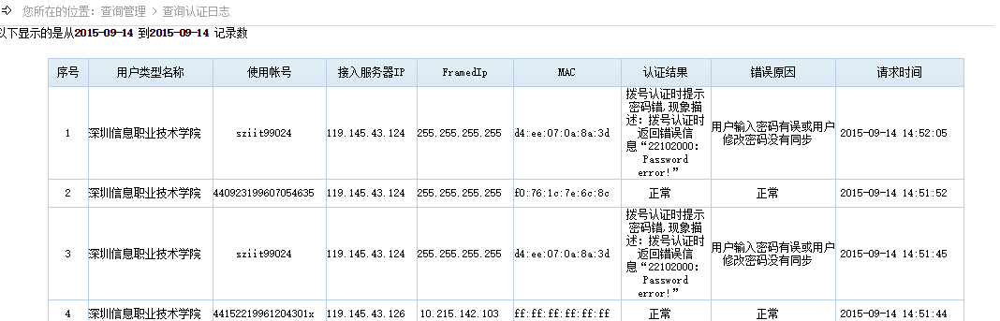 您所在的位置：查询管理 > 查询认证日志
以下显示的是从2015-09-14 到2015-09-14 记录数
序号 用户类型名称 使用帐号 接入服务器IP FramedIp MAC 认证结果 错误原因 请求时间
拨号认证时提示
密码错,现象描
述：拨号认证时
返回错误信
息“22102000：
Password
error!”
用户输入密码有误或用户
修改密码没有同步
1 深圳信息职业技术学院 sziit99024 119.145.43.124 255.255.255.255 d4:ee:07:0a:8a:3d 2015-09-14 14:52:05
2 深圳信息职业技术学院 440923199607054635 119.145.43.124 255.255.255.255 f0:76:1c:7e:6c:8c 正常 正常 2015-09-14 14:51:52
拨号认证时提示
密码错,现象描
述：拨号认证时
返回错误信
息“22102000：
Password
error!”
用户输入密码有误或用户
修改密码没有同步
3 深圳信息职业技术学院 sziit99024 119.145.43.124 255.255.255.255 d4:ee:07:0a:8a:3d 2015-09-14 14:51:45
4 深圳信息职业技术学院 44152219961204301x 119.145.43.126 10.215.142.103 ff:ff:ff:ff:ff:ff 正常 正常 2015-09-14 14:51:44